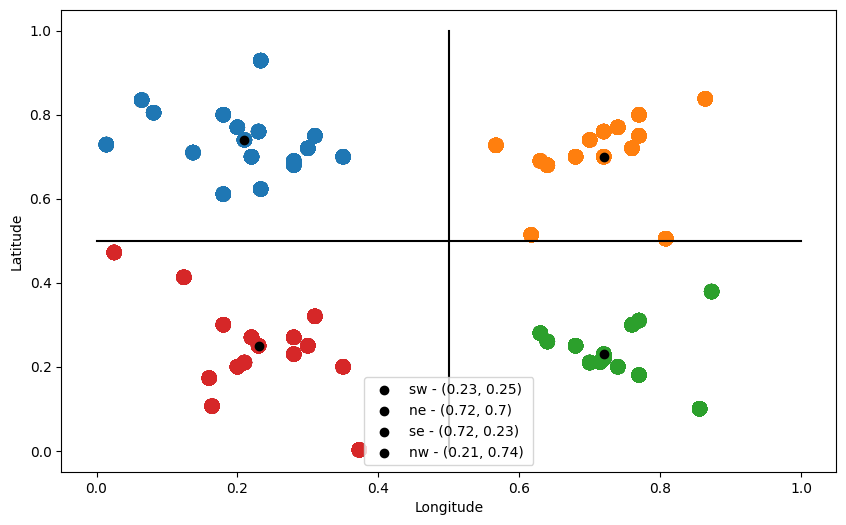 1.0
0.8
0.6
0.4
0.2
0.0
Latitude
sw - (0.23, 0.25)
ne - (0.72, 0.7)
se - (0.72, 0.23)
nw - (0.21, 0.74)
0.0 0.2 0.4 0.6 0.8 1.0
Longitude